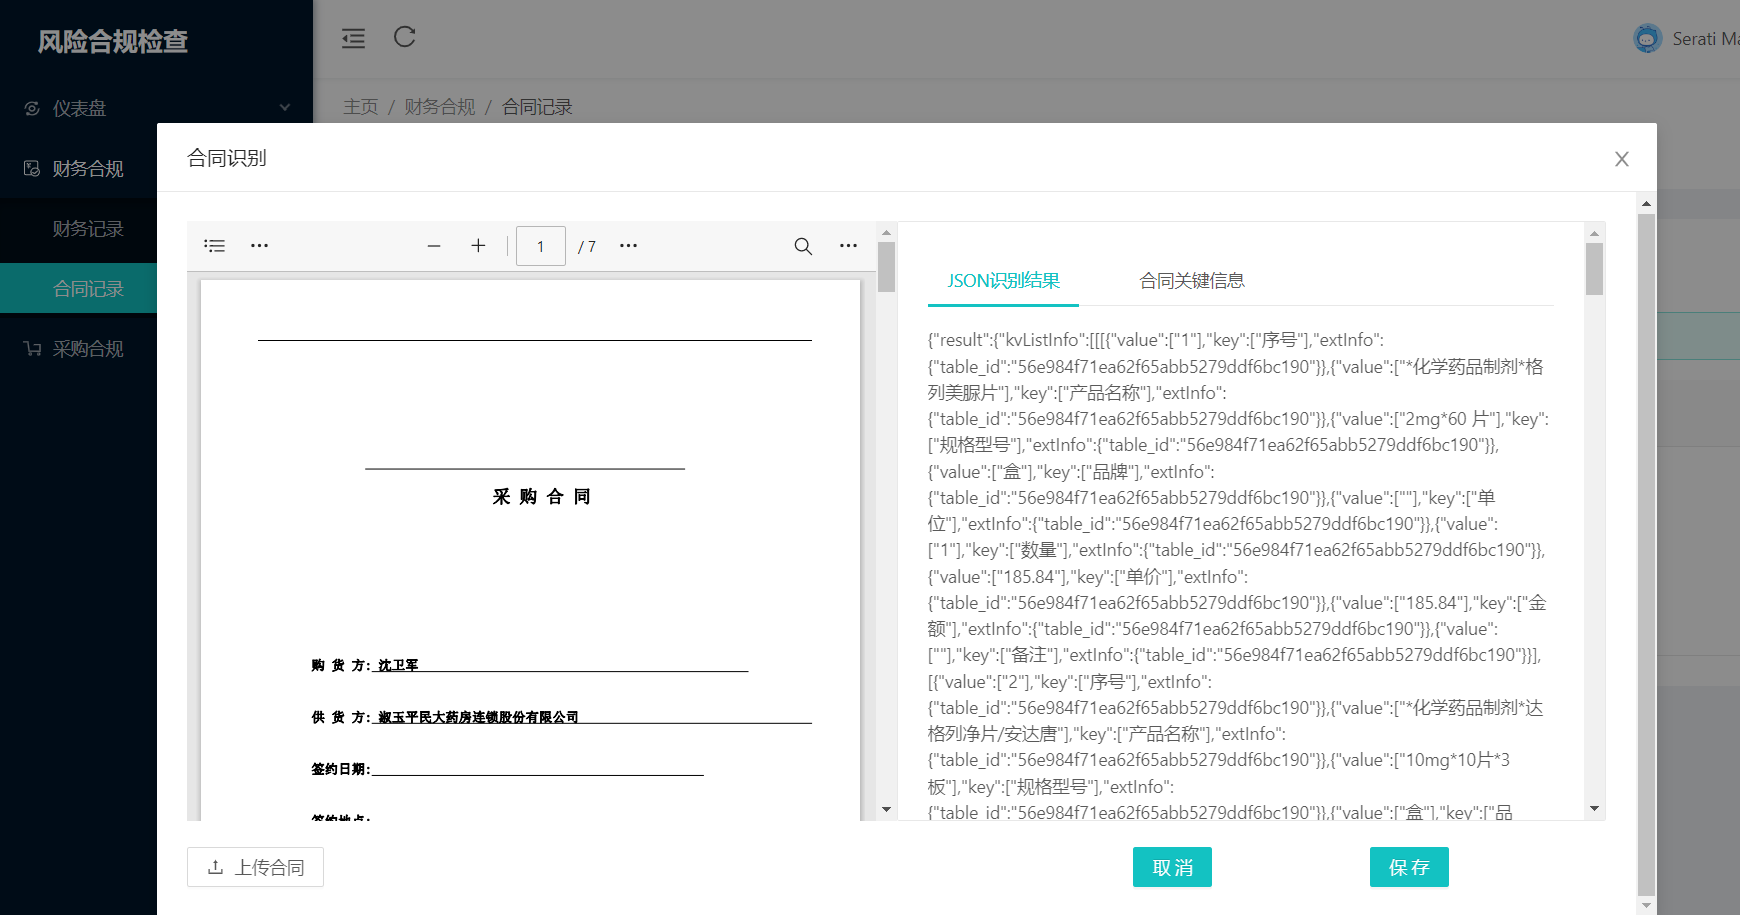 风险合规检查
Serati Ma
仪表盘
主页 / 财务合规 / 合同记录
财务合规
财务记录
合同记录
采购合规
合同识别
1 / 7
采 购 合 同
购 货 方: 沈卫军
供 货 方: 淑玉平民大药房连锁股份有限公司
签约日期:
签约地点:
JSON识别结果 合同关键信息
{"result":{"kvListInfo":[[[{"value":["1"],"key":["序号"],"extInfo":
{"table_id":"56e984f71ea62f65abb5279ddf6bc190"}},{"value":["*化学药品制剂*格
列美脲片"],"key":["产品名称"],"extInfo":
{"table_id":"56e984f71ea62f65abb5279ddf6bc190"}},{"value":["2mg*60 片"],"key":
["规格型号"],"extInfo":{"table_id":"56e984f71ea62f65abb5279ddf6bc190"}},
{"value":["盒"],"key":["品牌"],"extInfo":
{"table_id":"56e984f71ea62f65abb5279ddf6bc190"}},{"value":[""],"key":["单
位"],"extInfo":{"table_id":"56e984f71ea62f65abb5279ddf6bc190"}},{"value":
["1"],"key":["数量"],"extInfo":{"table_id":"56e984f71ea62f65abb5279ddf6bc190"}},
{"value":["185.84"],"key":["单价"],"extInfo":
{"table_id":"56e984f71ea62f65abb5279ddf6bc190"}},{"value":["185.84"],"key":["金
额"],"extInfo":{"table_id":"56e984f71ea62f65abb5279ddf6bc190"}},{"value":
[""],"key":["备注"],"extInfo":{"table_id":"56e984f71ea62f65abb5279ddf6bc190"}}],
[{"value":["2"],"key":["序号"],"extInfo":
{"table_id":"56e984f71ea62f65abb5279ddf6bc190"}},{"value":["*化学药品制剂*达
格列净片/安达唐"],"key":["产品名称"],"extInfo":
{"table_id":"56e984f71ea62f65abb5279ddf6bc190"}},{"value":["10mg*10片*3
板"],"key":["规格型号"],"extInfo":
{"table_id":"56e984f71ea62f65abb5279ddf6bc190"}},{"value":["盒"],"key":["品
上传合同
取 消
保 存